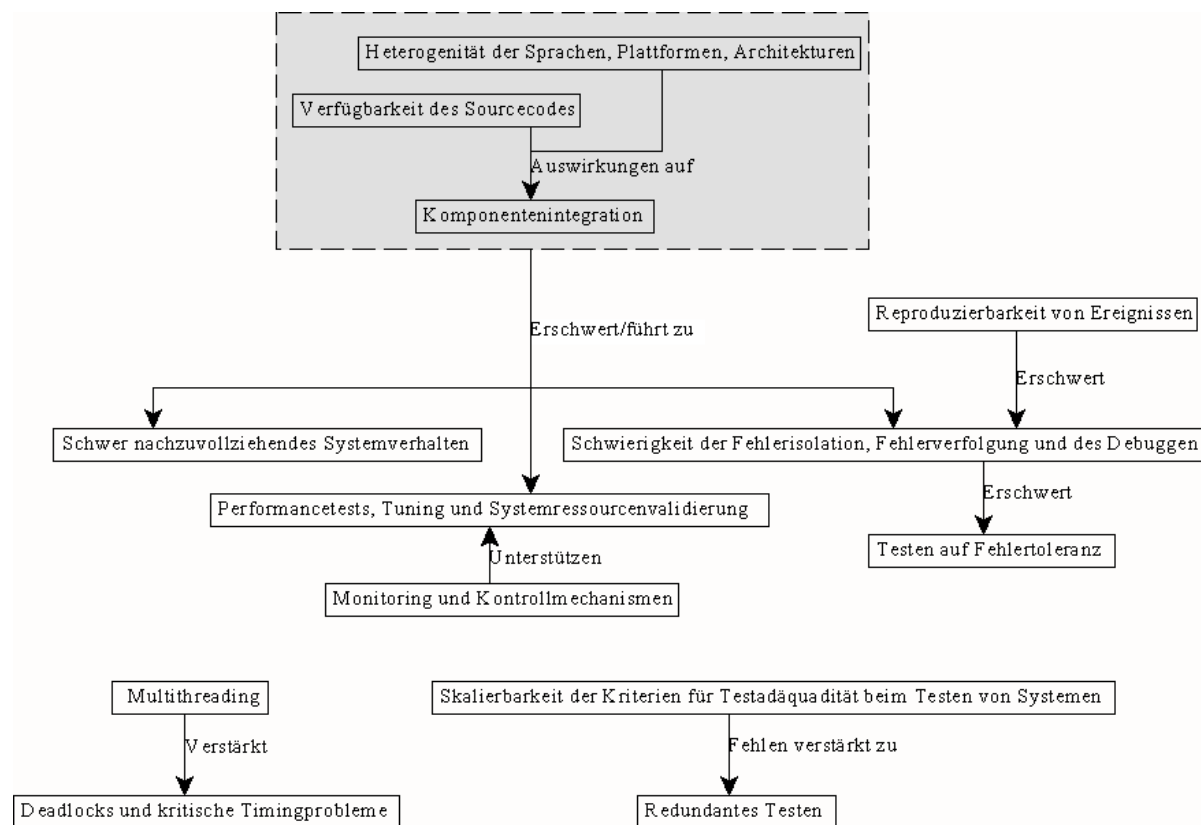 Heterogenität der Sprachen, Plattformen, Architekturen
Verfügbarkeit des Sourcecodes
Auswirkungen auf
Komponentenintegration
Erschwert/führt zu
Reproduzierbarkeit von Ereignissen
Erschwert
Schwer nachzuvollziehendes Systemverhalten
Schwierigkeit der Fehlerisolation, Fehlerverfolgung und des Debuggen
Erschwert
Performancetests, Tuning und Systemressourcenvalidierung
Testen auf Fehlertoleranz
Unterstützen
Monitoring und Kontrollmechanismen
Multithreading
Skalierbarkeit der Kriterien für Testadäquadität beim Testen von Systemen
Verstärkt
Fehlen verstärkt zu
Deadlocks und kritische Timingprobleme
Redundantes Testen